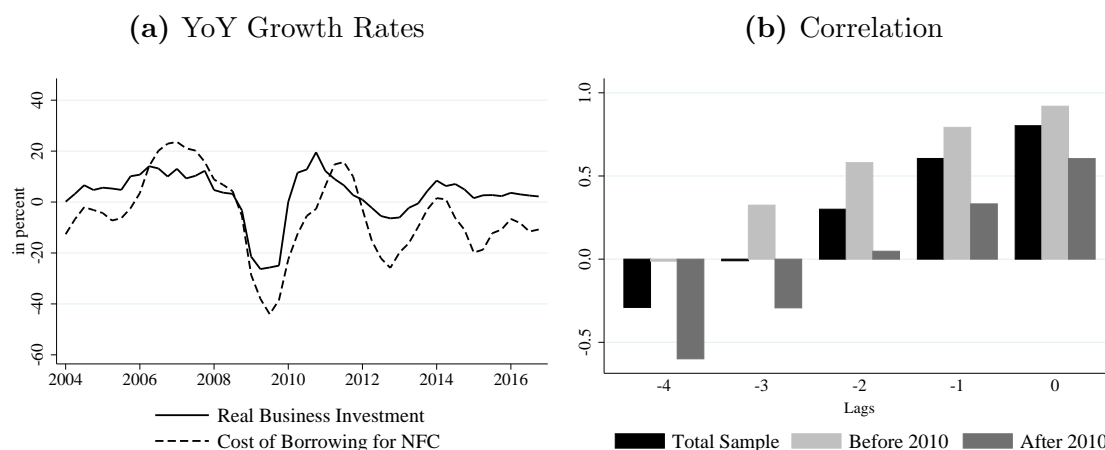 (a) YoY Growth Rates
in percent
40
20
0
-20
-40
-60
2004 2006 2008 2010 2012 2014 2016
Real Business Investment
Cost of Borrowing for NFC
(b) Correlation
1.0
0.5
0.0
-0.5
-4 -3 -2 -1 0
Lags
Total Sample Before 2010 After 2010